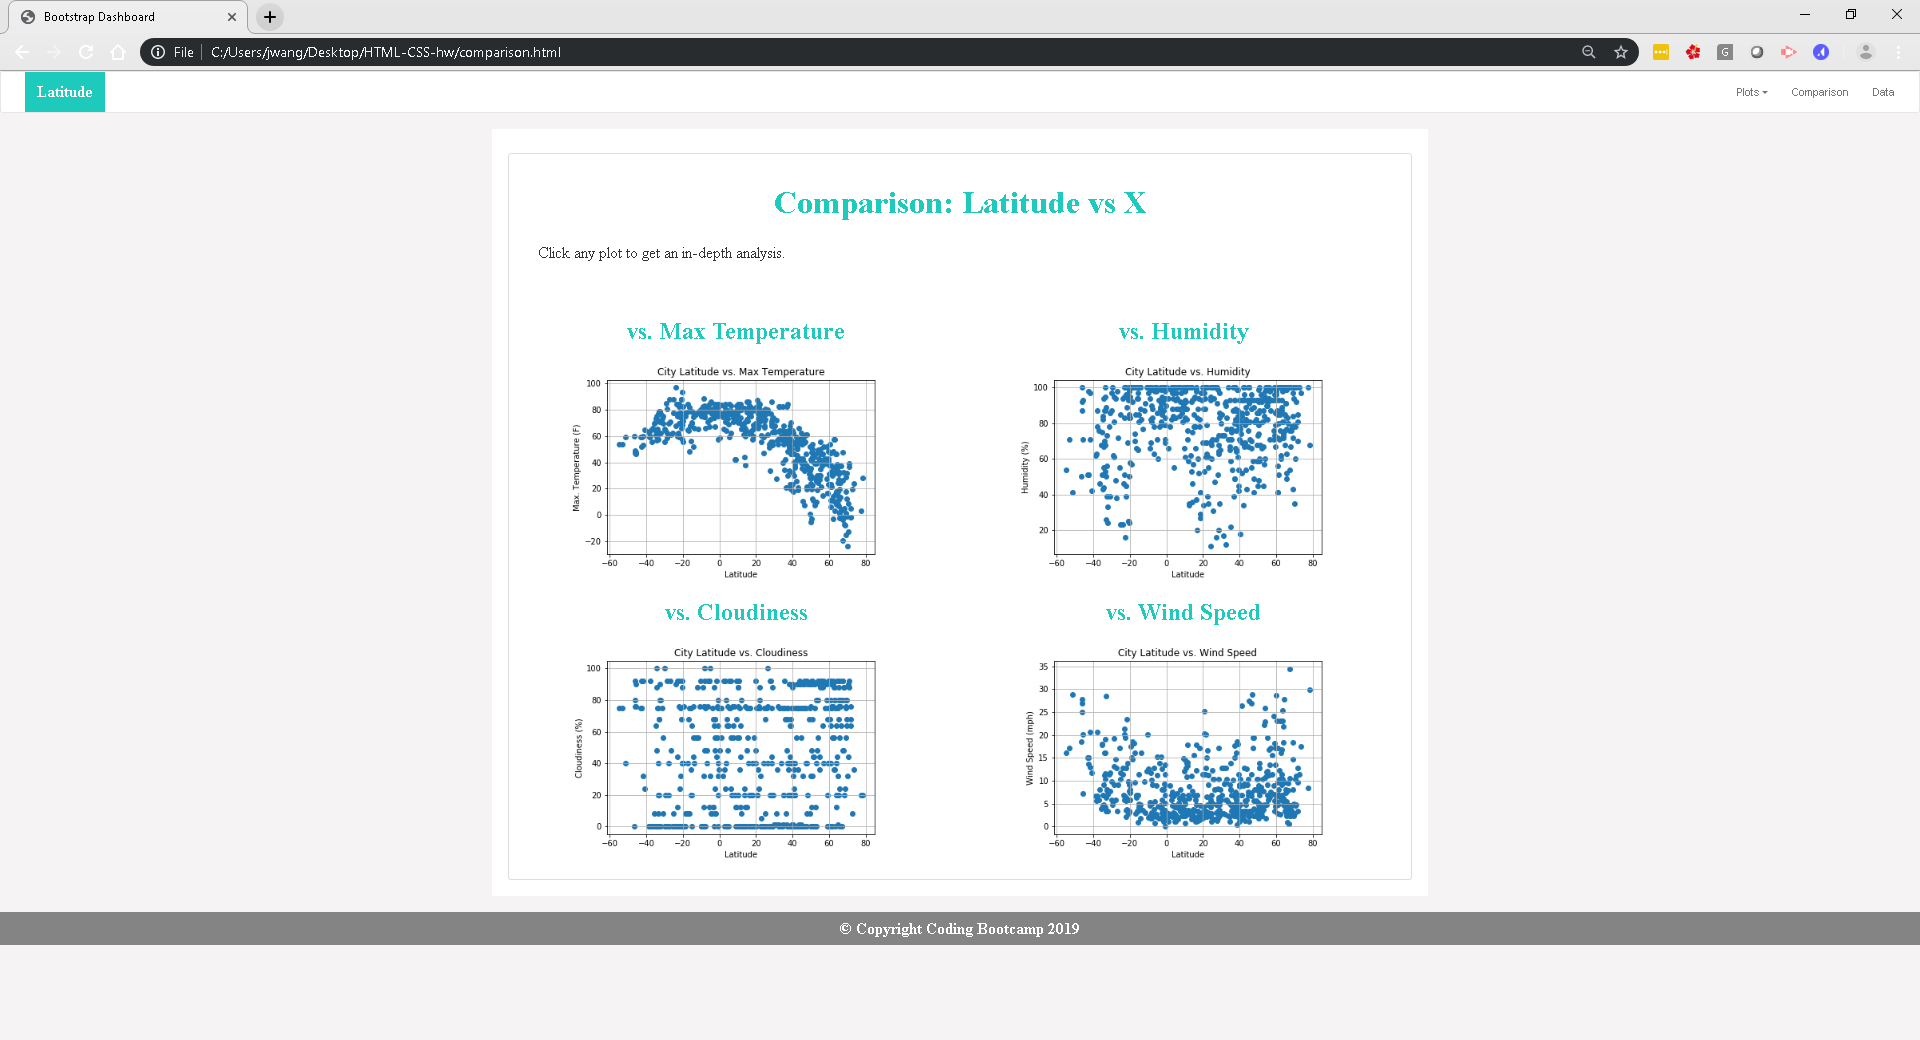 Bootstrap Dashboard
File C:/Users/jwang/Desktop/HTML-CSS-hw/comparison.html
G
Latitude
Plots Comparison Data
Comparison: Latitude vs X
Click any plot to get an in-depth analysis.
vs. Max Temperature
City Latitude vs. Max Temperature
Max. Temperature (F)
100
80
60
40
20
0
−20
−60 −40 −20 0 20 40 60 80
Latitude
vs. Humidity
City Latitude vs. Humidity
Humidity (%)
100
80
60
40
20
−60 −40 −20 0 20 40 60 80
Latitude
vs. Cloudiness
City Latitude vs. Cloudiness
Cloudiness (%)
100
80
60
40
20
0
−60 −40 −20 0 20 40 60 80
Latitude
vs. Wind Speed
City Latitude vs. Wind Speed
Wind Speed (mph)
35
30
25
20
15
10
5
0
−60 −40 −20 0 20 40 60 80
Latitude
© Copyright Coding Bootcamp 2019